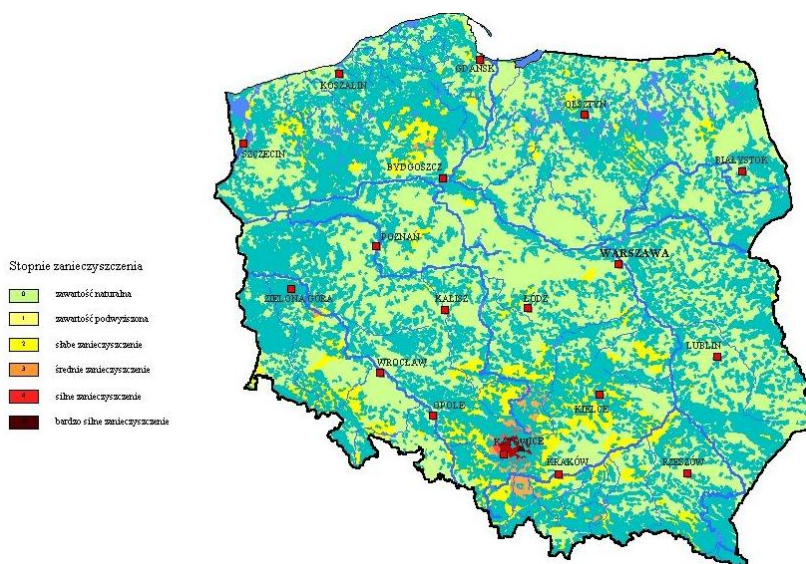 GDAŃSK
KOSZALIN
OLSZTYN
SZCZECIN
BIAŁYSTOK
BYDGOSZCZ
POZNAŃ
WARSZAWA
Stopnie zanieczyszczenia
0 zawartość naturalna
ZIELONA GÓRA
KALISZ
ŁÓDŹ
1 zawartość podwyższona
2 słabe zanieczyszczenie
LUBLIN
WROCŁAW
3 średnie zanieczyszczenie
4 silne zanieczyszczenie
KIELCE
OPOLE
bardzo silne zanieczyszczenie
KATOWICE
KRAKÓW
RZESZÓW